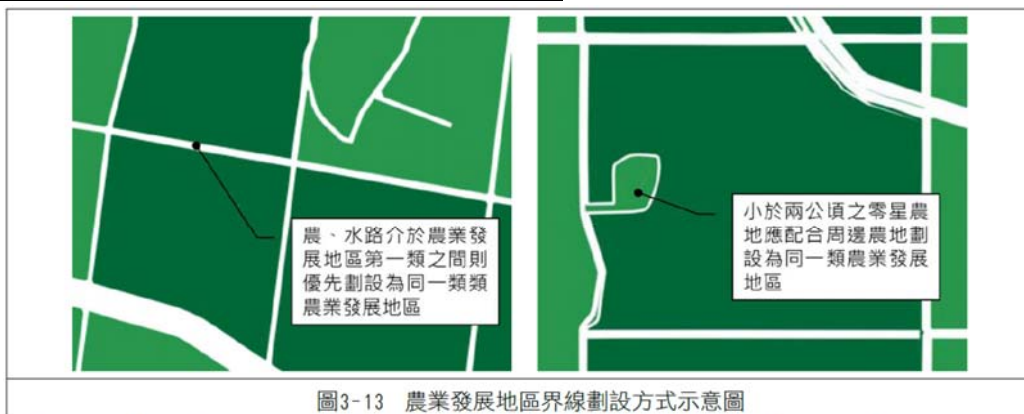 農、水路介於農業發
展地區第一類之間則
優先劃設為同一類類
農業發展地區
小於兩公頃之零星農
地應配合周邊農地劃
設為同一類農業發展
地區
圖3-13 農業發展地區界線劃設方式示意圖